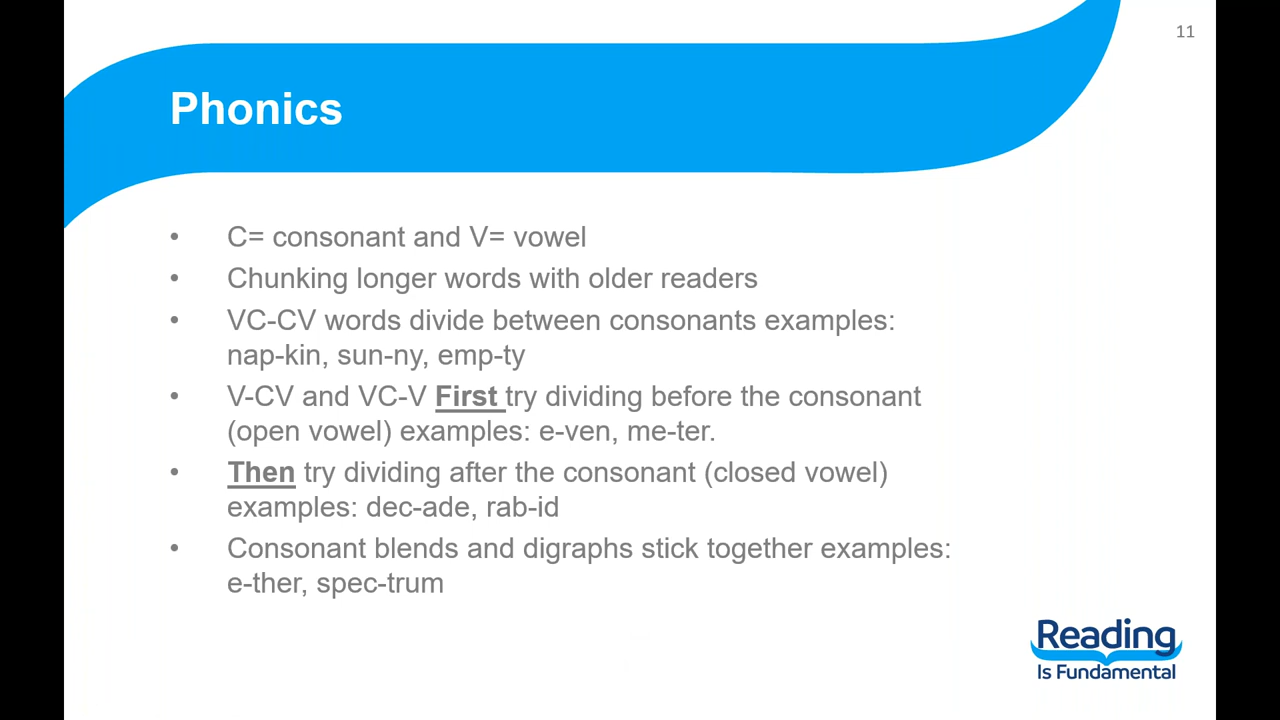 11
Phonics
• C= consonant and V= vowel
• Chunking longer words with older readers
• VC-CV words divide between consonants examples:
nap-kin, sun-ny, emp-ty
• V-CV and VC-V First try dividing before the consonant
(open vowel) examples: e-ven, me-ter.
• Then try dividing after the consonant (closed vowel)
examples: dec-ade, rab-id
• Consonant blends and digraphs stick together examples:
e-ther, spec-trum
Reading
Is Fundamental